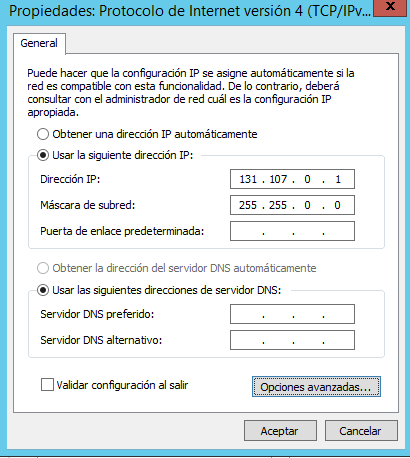 Propiedades: Protocolo de Internet versión 4 (TCP/IPv...
x
General
Puede hacer que la configuración IP se asigne automáticamente si la
red es compatible con esta funcionalidad. De lo contrario, deberá
consultar con el administrador de red cuál es la configuración IP
apropiada.
Obtener una dirección IP automáticamente
Usar la siguiente dirección IP:
Dirección IP: 131 . 107 . 0 . 1
Máscara de subred: 255 . 255 . 0 . 0
Puerta de enlace predeterminada: . . .
Obtener la dirección del servidor DNS automáticamente
Usar las siguientes direcciones de servidor DNS:
Servidor DNS preferido: . . .
Servidor DNS alternativo: . . .
Validar configuración al salir
Opciones avanzadas...
Aceptar Cancelar